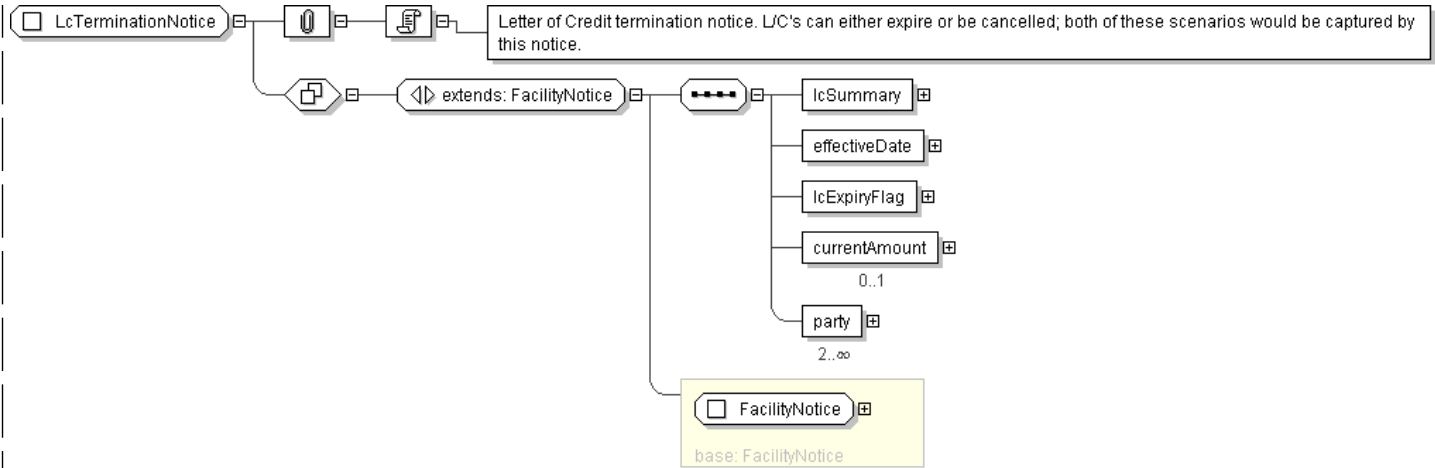 LcTerminationNotice
Letter of Credit termination notice. L/C's can either expire or be cancelled; both of these scenarios would be captured by
this notice.
extends: FacilityNotice
lcSummary
effectiveDate
lcExpiryFlag
currentAmount
0..1
party
2..∞
FacilityNotice
base: FacilityNotice